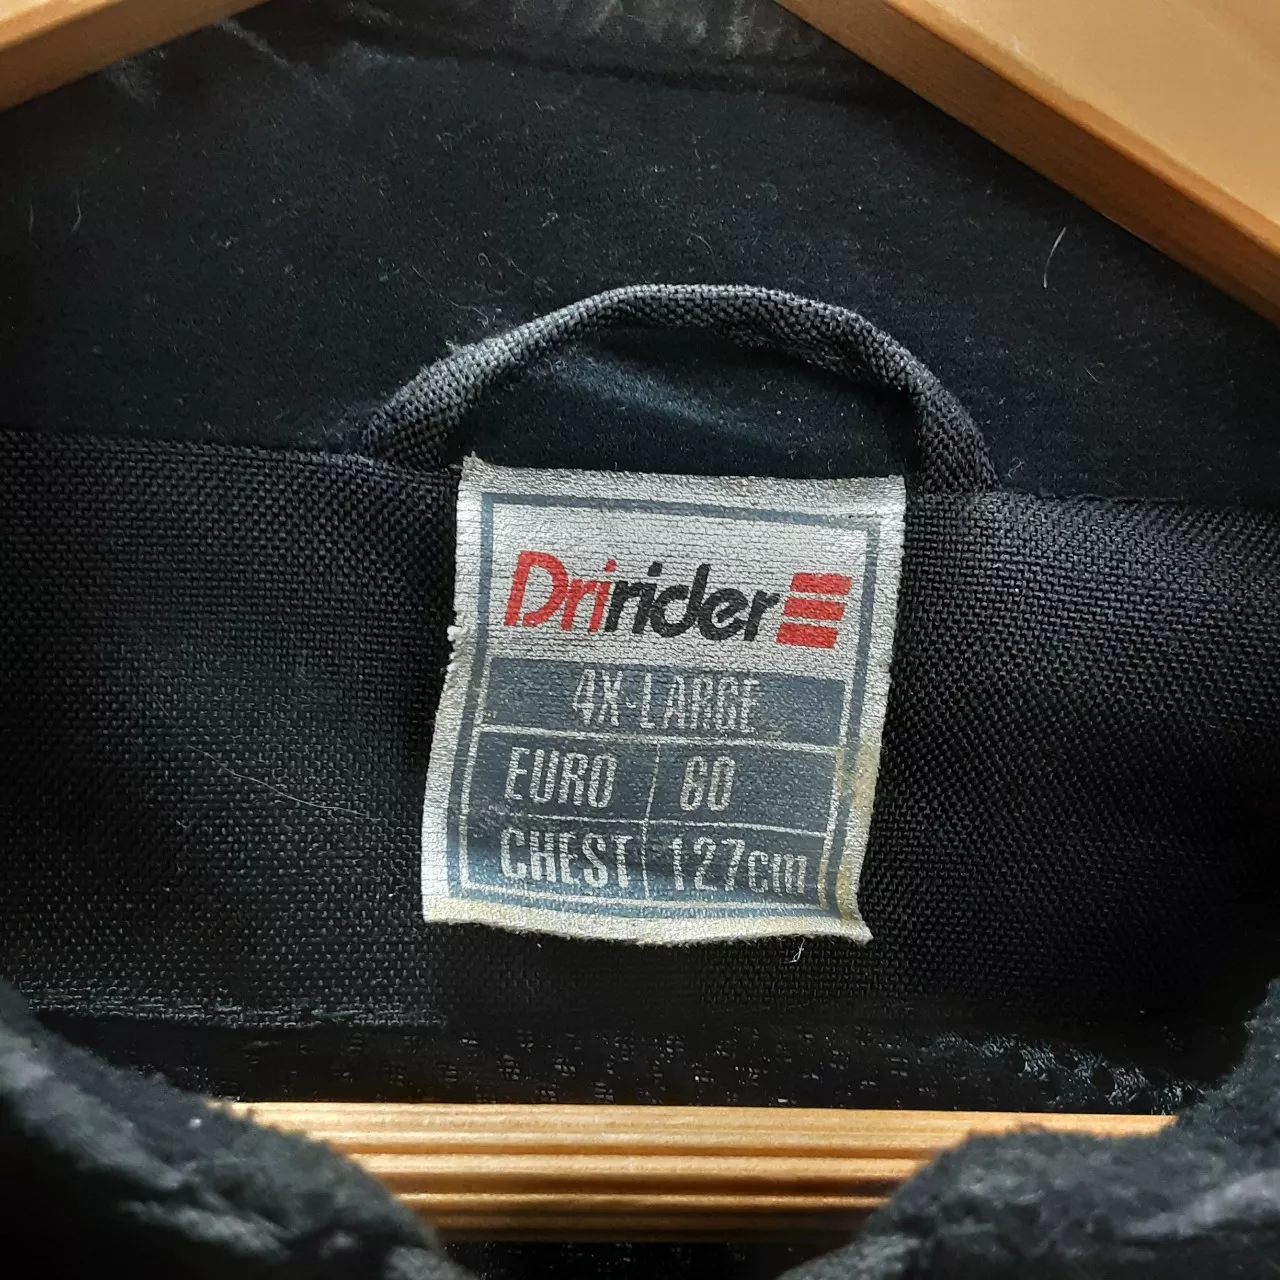 Dririder
4X-LARGE
EURO 60
CHEST 127cm